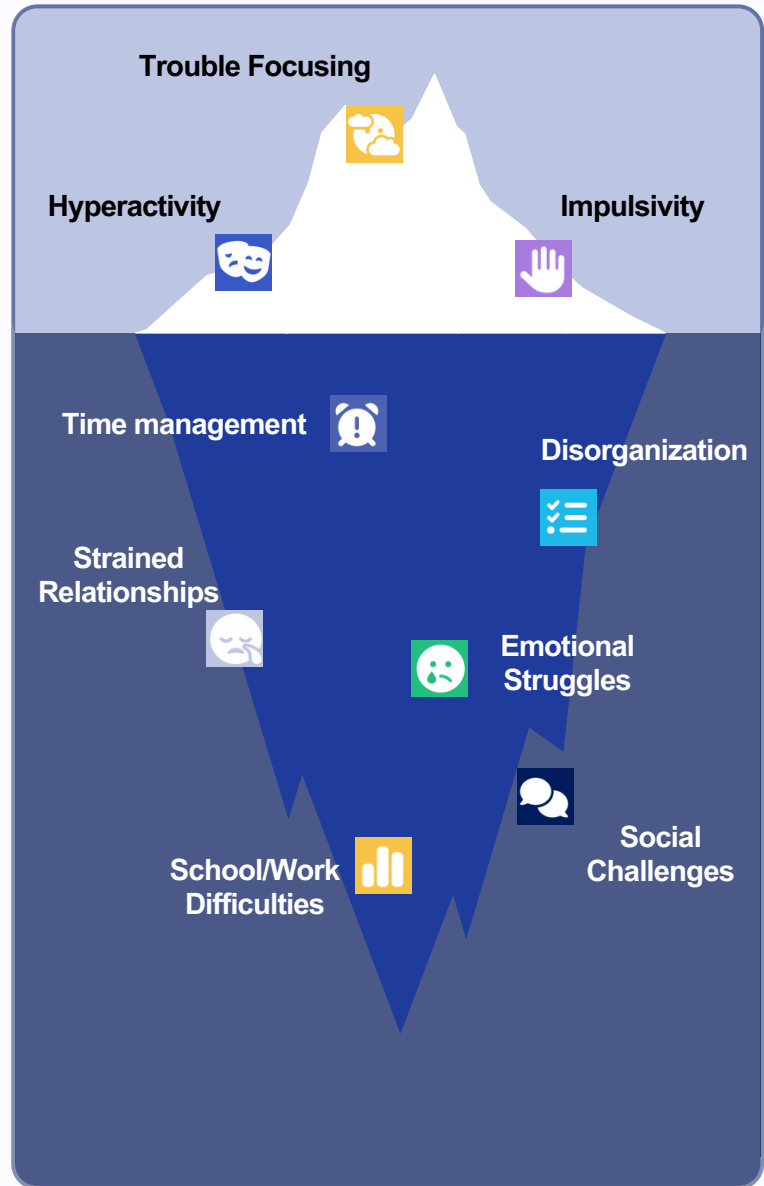 Trouble Focusing
Hyperactivity
Impulsivity
Time management
Disorganization
Strained
Relationships
Emotional
Struggles
Social
Challenges
School/Work
Difficulties